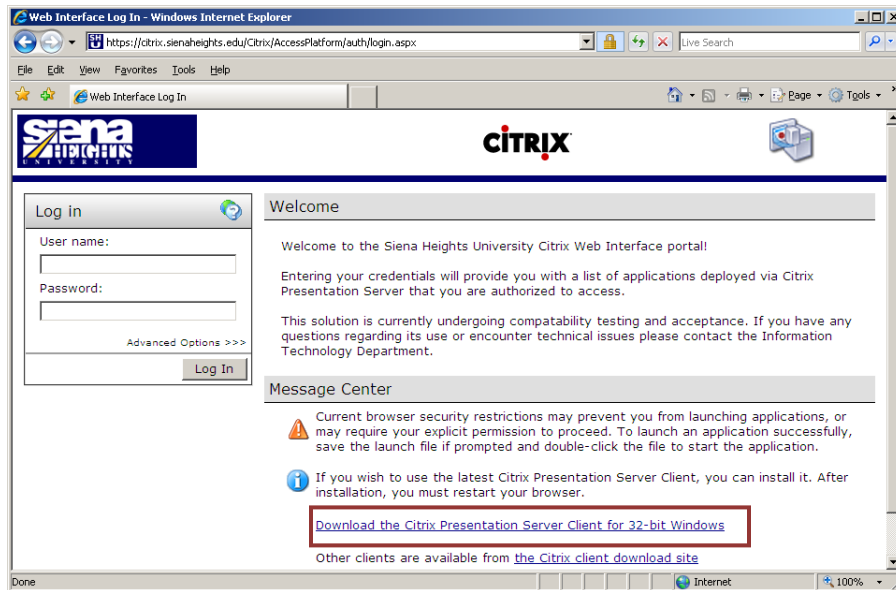 Web Interface Log In - Windows Internet Explorer
https://citrix.sienaheights.edu/Citrix/AccessPlatform/auth/login.aspx
Live Search
File Edit View Favorites Tools Help
Web Interface Log In
Page Tools
Siena
HEIGHTS
UNIVERSITY
CİTRIX
Log in
Welcome
User name:
Welcome to the Siena Heights University Citrix Web Interface portal!
Entering your credentials will provide you with a list of applications deployed via Citrix
Password:
Presentation Server that you are authorized to access.
This solution is currently undergoing compatability testing and acceptance. If you have any
questions regarding its use or encounter technical issues please contact the Information
Technology Department.
Advanced Options >>>
Log In
Message Center
Current browser security restrictions may prevent you from launching applications, or
may require your explicit permission to proceed. To launch an application successfully,
save the launch file if prompted and double-click the file to start the application.
If you wish to use the latest Citrix Presentation Server Client, you can install it. After
installation, you must restart your browser.
Download the Citrix Presentation Server Client for 32-bit Windows
Other clients are available from the Citrix client download site
Done
Internet
100%